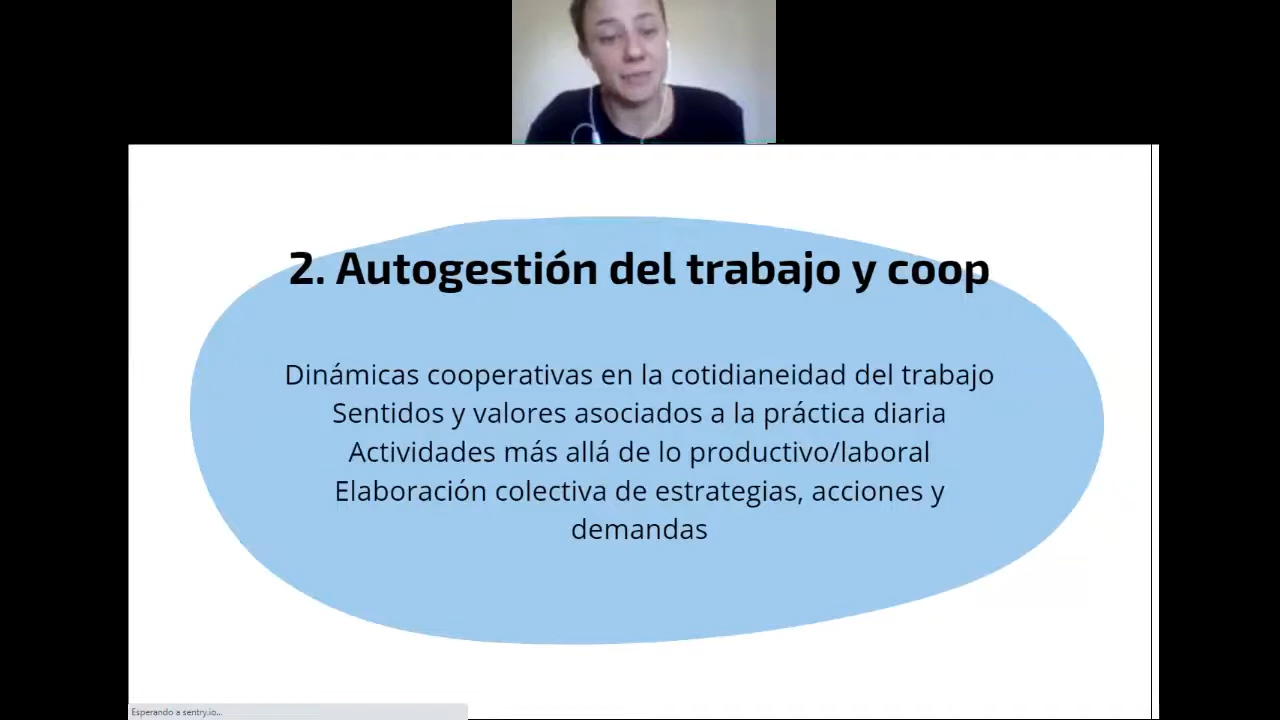 2. Autogestión del trabajo y coop
Dinámicas cooperativas en la cotidianeidad del trabajo
Sentidos y valores asociados a la práctica diaria
Actividades más allá de lo productivo/laboral
Elaboración colectiva de estrategias, acciones y
demandas
Esperando a sentry.io...